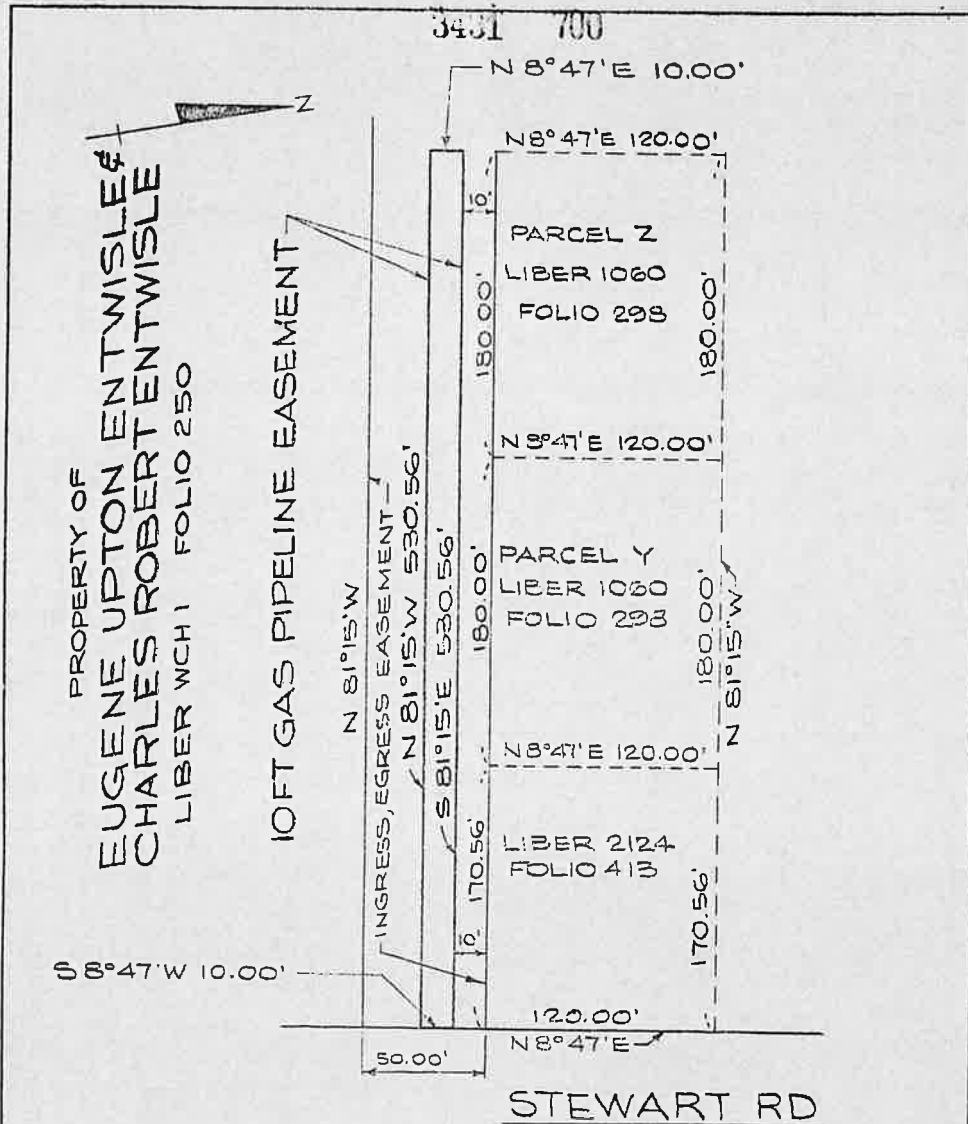 3431 700
N 8°47'E 10.00'
Z
N8°47'E 120.00'
PROPERTY OF
EUGENE UPTON ENTWISLE &
CHARLES ROBERT ENTWISLE
LIBER WCH 1 FOLIO 250
10FT GAS PIPELINE EASEMENT
10'
PARCEL Z
LIBER 1060
FOLIO 298
180.00'
180.00'
N 8°47'E 120.00'
N 81°15'W
INGRESS, EGRESS EASEMENT
N 81°15'W 530.56'
S 81°15'E 530.56'
PARCEL Y
LIBER 1060
FOLIO 298
180.00'
180.00'
N 81°15'W
N 8°47'E 120.00'
LIBER 2124
FOLIO 413
170.56'
170.56'
10'
S 8°47'W 10.00'
120.00'
N 8°47'E
50.00'
STEWART RD